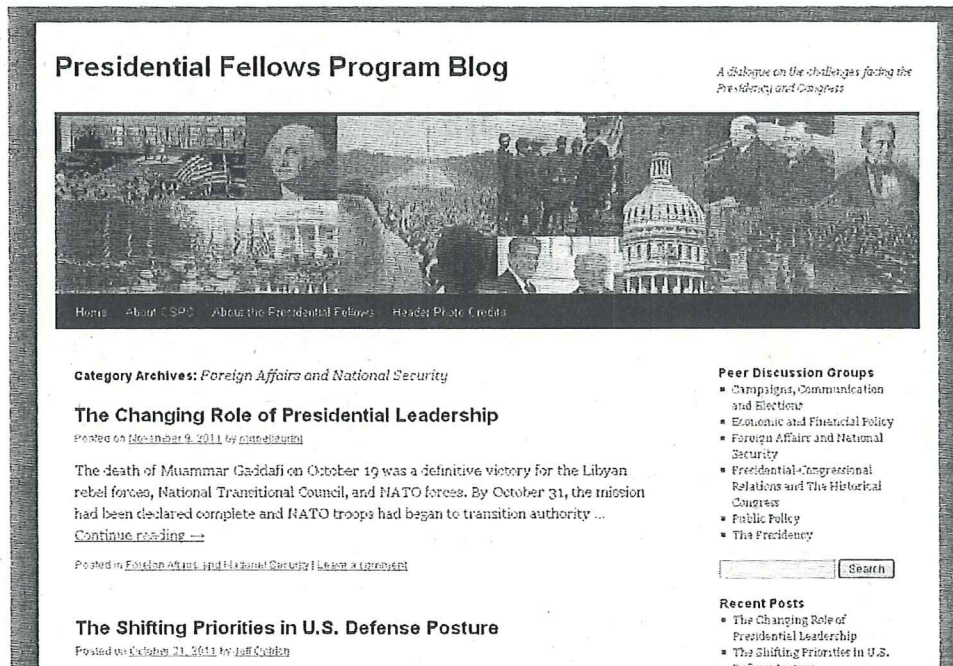 Presidential Fellows Program Blog
A dialogue on the challenges facing the
Presidency and Congress
Home About CSPC About the Presidential Fellows Header Photo Credits
Category Archives: Foreign Affairs and National Security
The Changing Role of Presidential Leadership
Posted on November 9, 2011 by
The death of Muammar Gaddafi on October 19 was a definitive victory for the Libyan
rebel forces, National Transitional Council, and NATO forces. By October 31, the mission
had been declared complete and NATO troops had began to transition authority ...
Continue reading →
Posted in Foreign Affairs and National Security | Leave a comment
The Shifting Priorities in U.S. Defense Posture
Posted on October 21, 2011 by Jeff
Peer Discussion Groups
Campaigns, Communication
and Elections
Economic and Financial Policy
Foreign Affairs and National
Security
Presidential-Congressional
Relations and The Historical
Congress
Public Policy
The Presidency
Search
Recent Posts
The Changing Role of
Presidential Leadership
The Shifting Priorities in U.S.